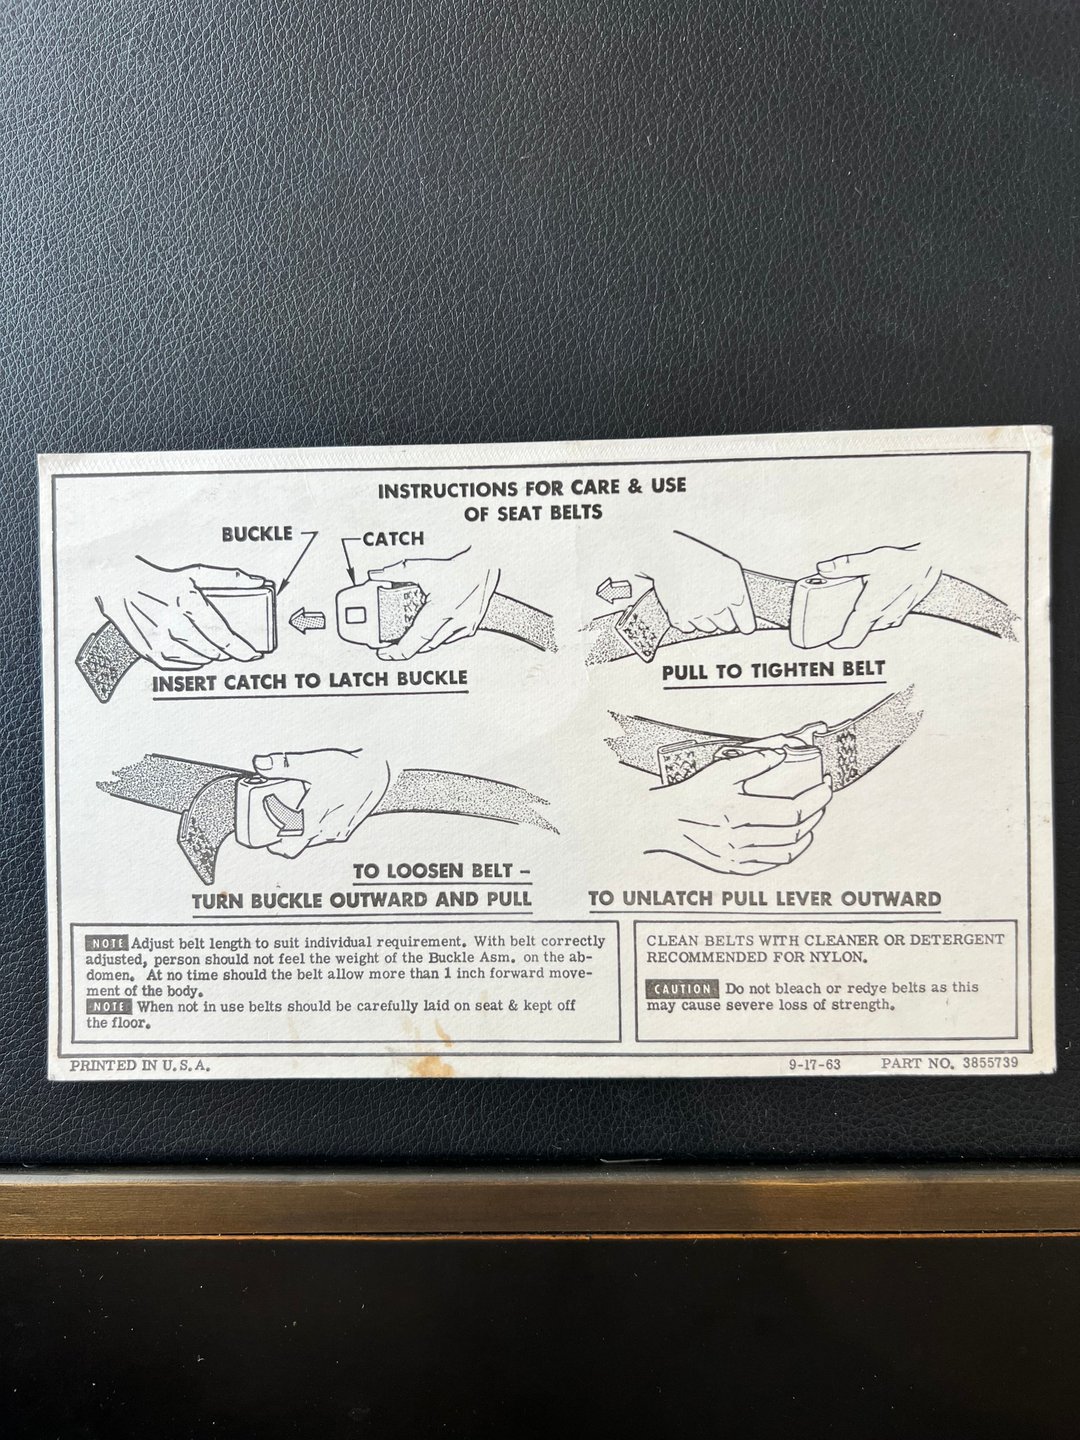 INSTRUCTIONS FOR CARE & USE
OF SEAT BELTS
BUCKLE
CATCH
INSERT CATCH TO LATCH BUCKLE
PULL TO TIGHTEN BELT
TO LOOSEN BELT –
TURN BUCKLE OUTWARD AND PULL
TO UNLATCH PULL LEVER OUTWARD
NOTE Adjust belt length to suit individual requirement. With belt correctly
adjusted, person should not feel the weight of the Buckle Asm. on the ab-
domen. At no time should the belt allow more than 1 inch forward move-
ment of the body.
NOTE When not in use belts should be carefully laid on seat & kept off
the floor.
CLEAN BELTS WITH CLEANER OR DETERGENT
RECOMMENDED FOR NYLON.
CAUTION Do not bleach or redye belts as this
may cause severe loss of strength.
PRINTED IN U.S.A.
9-17-63 PART NO. 3855739